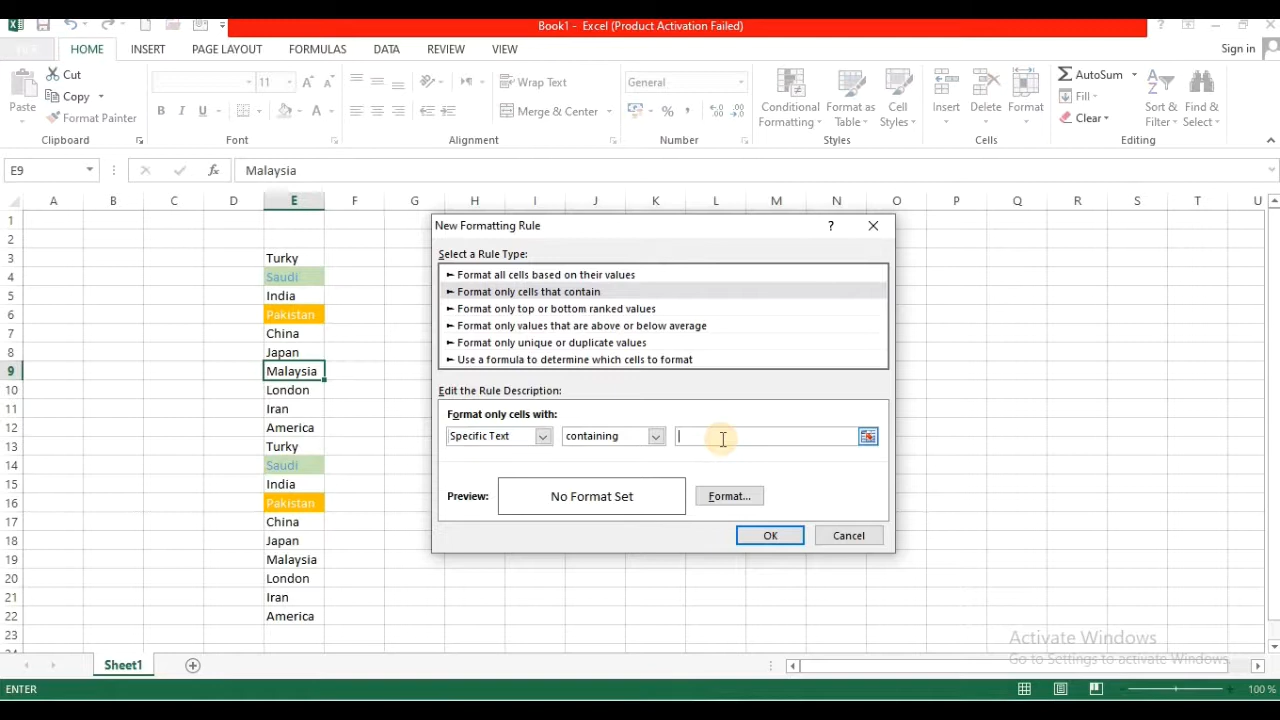 Book1 - Excel (Product Activation Failed)
HOME INSERT PAGE LAYOUT FORMULAS DATA REVIEW VIEW Sign in
Cut
Copy
Format Painter
Paste
Clipboard
11
Font
Wrap Text
Merge & Center
Alignment
General
Number
Conditional Formatting
Format as Table
Cell Styles
Styles
Insert
Delete
Format
Cells
AutoSum
Fill
Clear
Sort & Filter
Find & Select
Editing
E9 fx Malaysia
A B C D E F G H I J K L M N O P Q R S T U
1
2
3 Turky
4 Saudi
5 India
6 Pakistan
7 China
8 Japan
9 Malaysia
10 London
11 Iran
12 America
13 Turky
14 Saudi
15 India
16 Pakistan
17 China
18 Japan
19 Malaysia
20 London
21 Iran
22 America
23
New Formatting Rule ?
Select a Rule Type:
► Format all cells based on their values
► Format only cells that contain
► Format only top or bottom ranked values
► Format only values that are above or below average
► Format only unique or duplicate values
► Use a formula to determine which cells to format
Edit the Rule Description:
Format only cells with:
Specific Text containing
Preview: No Format Set Format...
OK Cancel
Activate Windows
Go to Settings to activate Windows.
Sheet1
ENTER 100 %